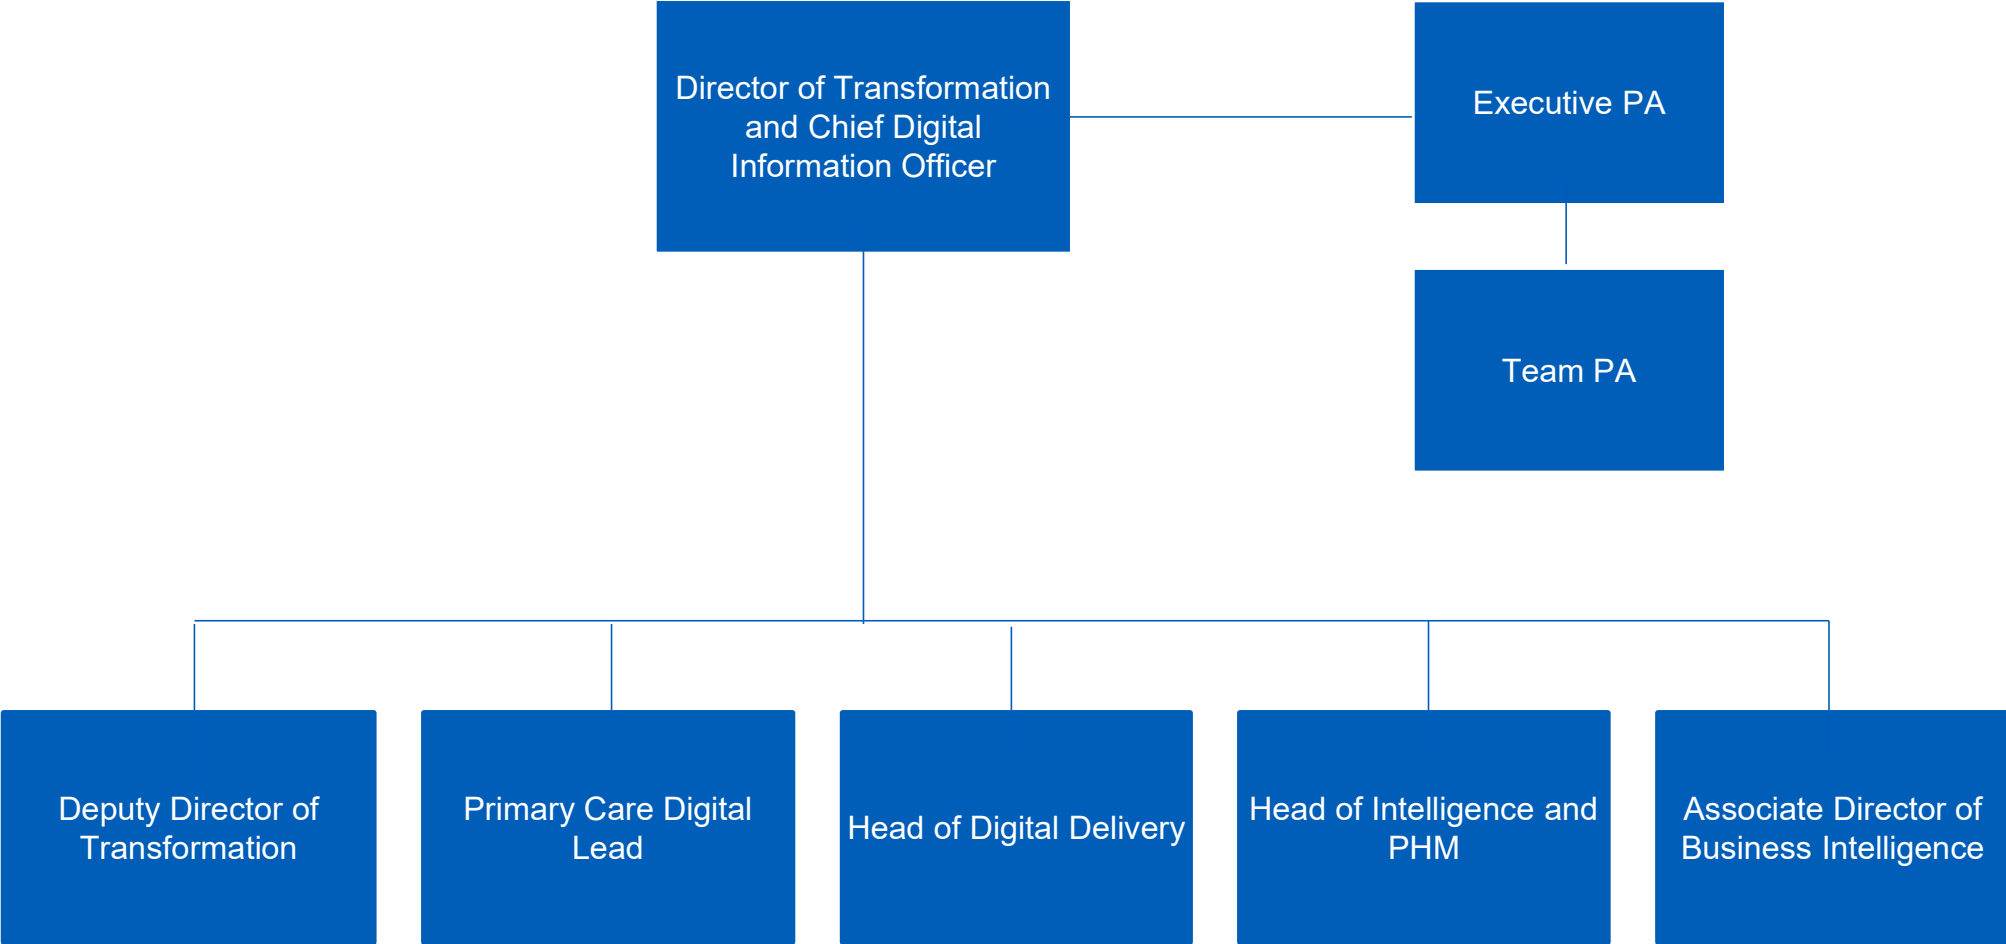 Director of Transformation
and Chief Digital
Information Officer
Executive PA
Team PA
Deputy Director of
Transformation
Primary Care Digital
Lead
Head of Digital Delivery
Head of Intelligence and
PHM
Associate Director of
Business Intelligence